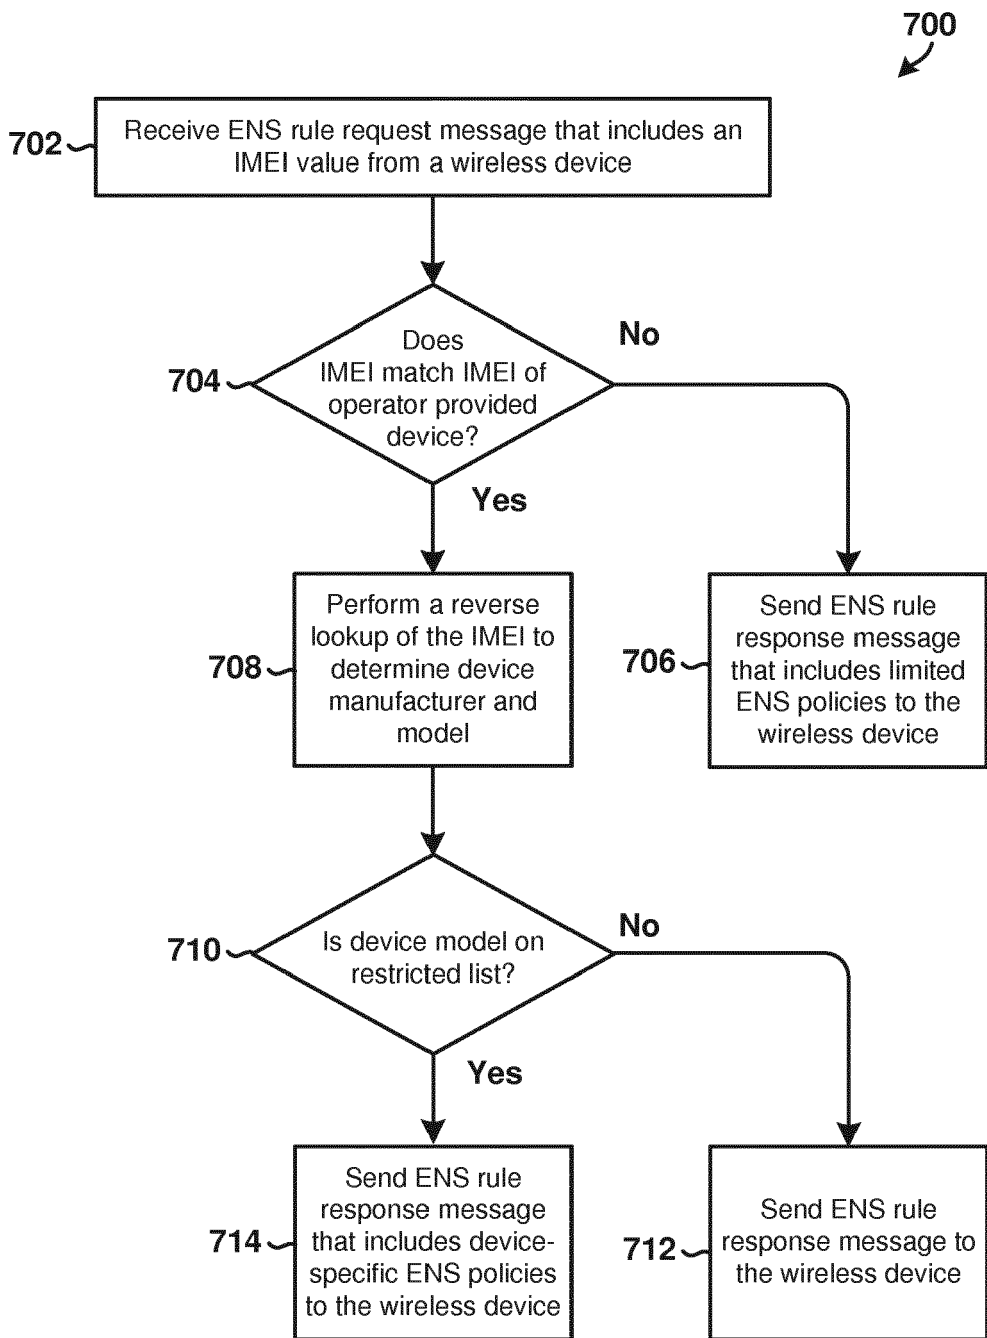 700
702
Receive ENS rule request message that includes an
IMEI value from a wireless device
704
Does
IMEI match IMEI of
operator provided
device?
No
Yes
708
Perform a reverse
lookup of the IMEI to
determine device
manufacturer and
model
706
Send ENS rule
response message
that includes limited
ENS policies to the
wireless device
710
Is device model on
restricted list?
No
Yes
714
Send ENS rule
response message
that includes device-
specific ENS policies
to the wireless device
712
Send ENS rule
response message to
the wireless device